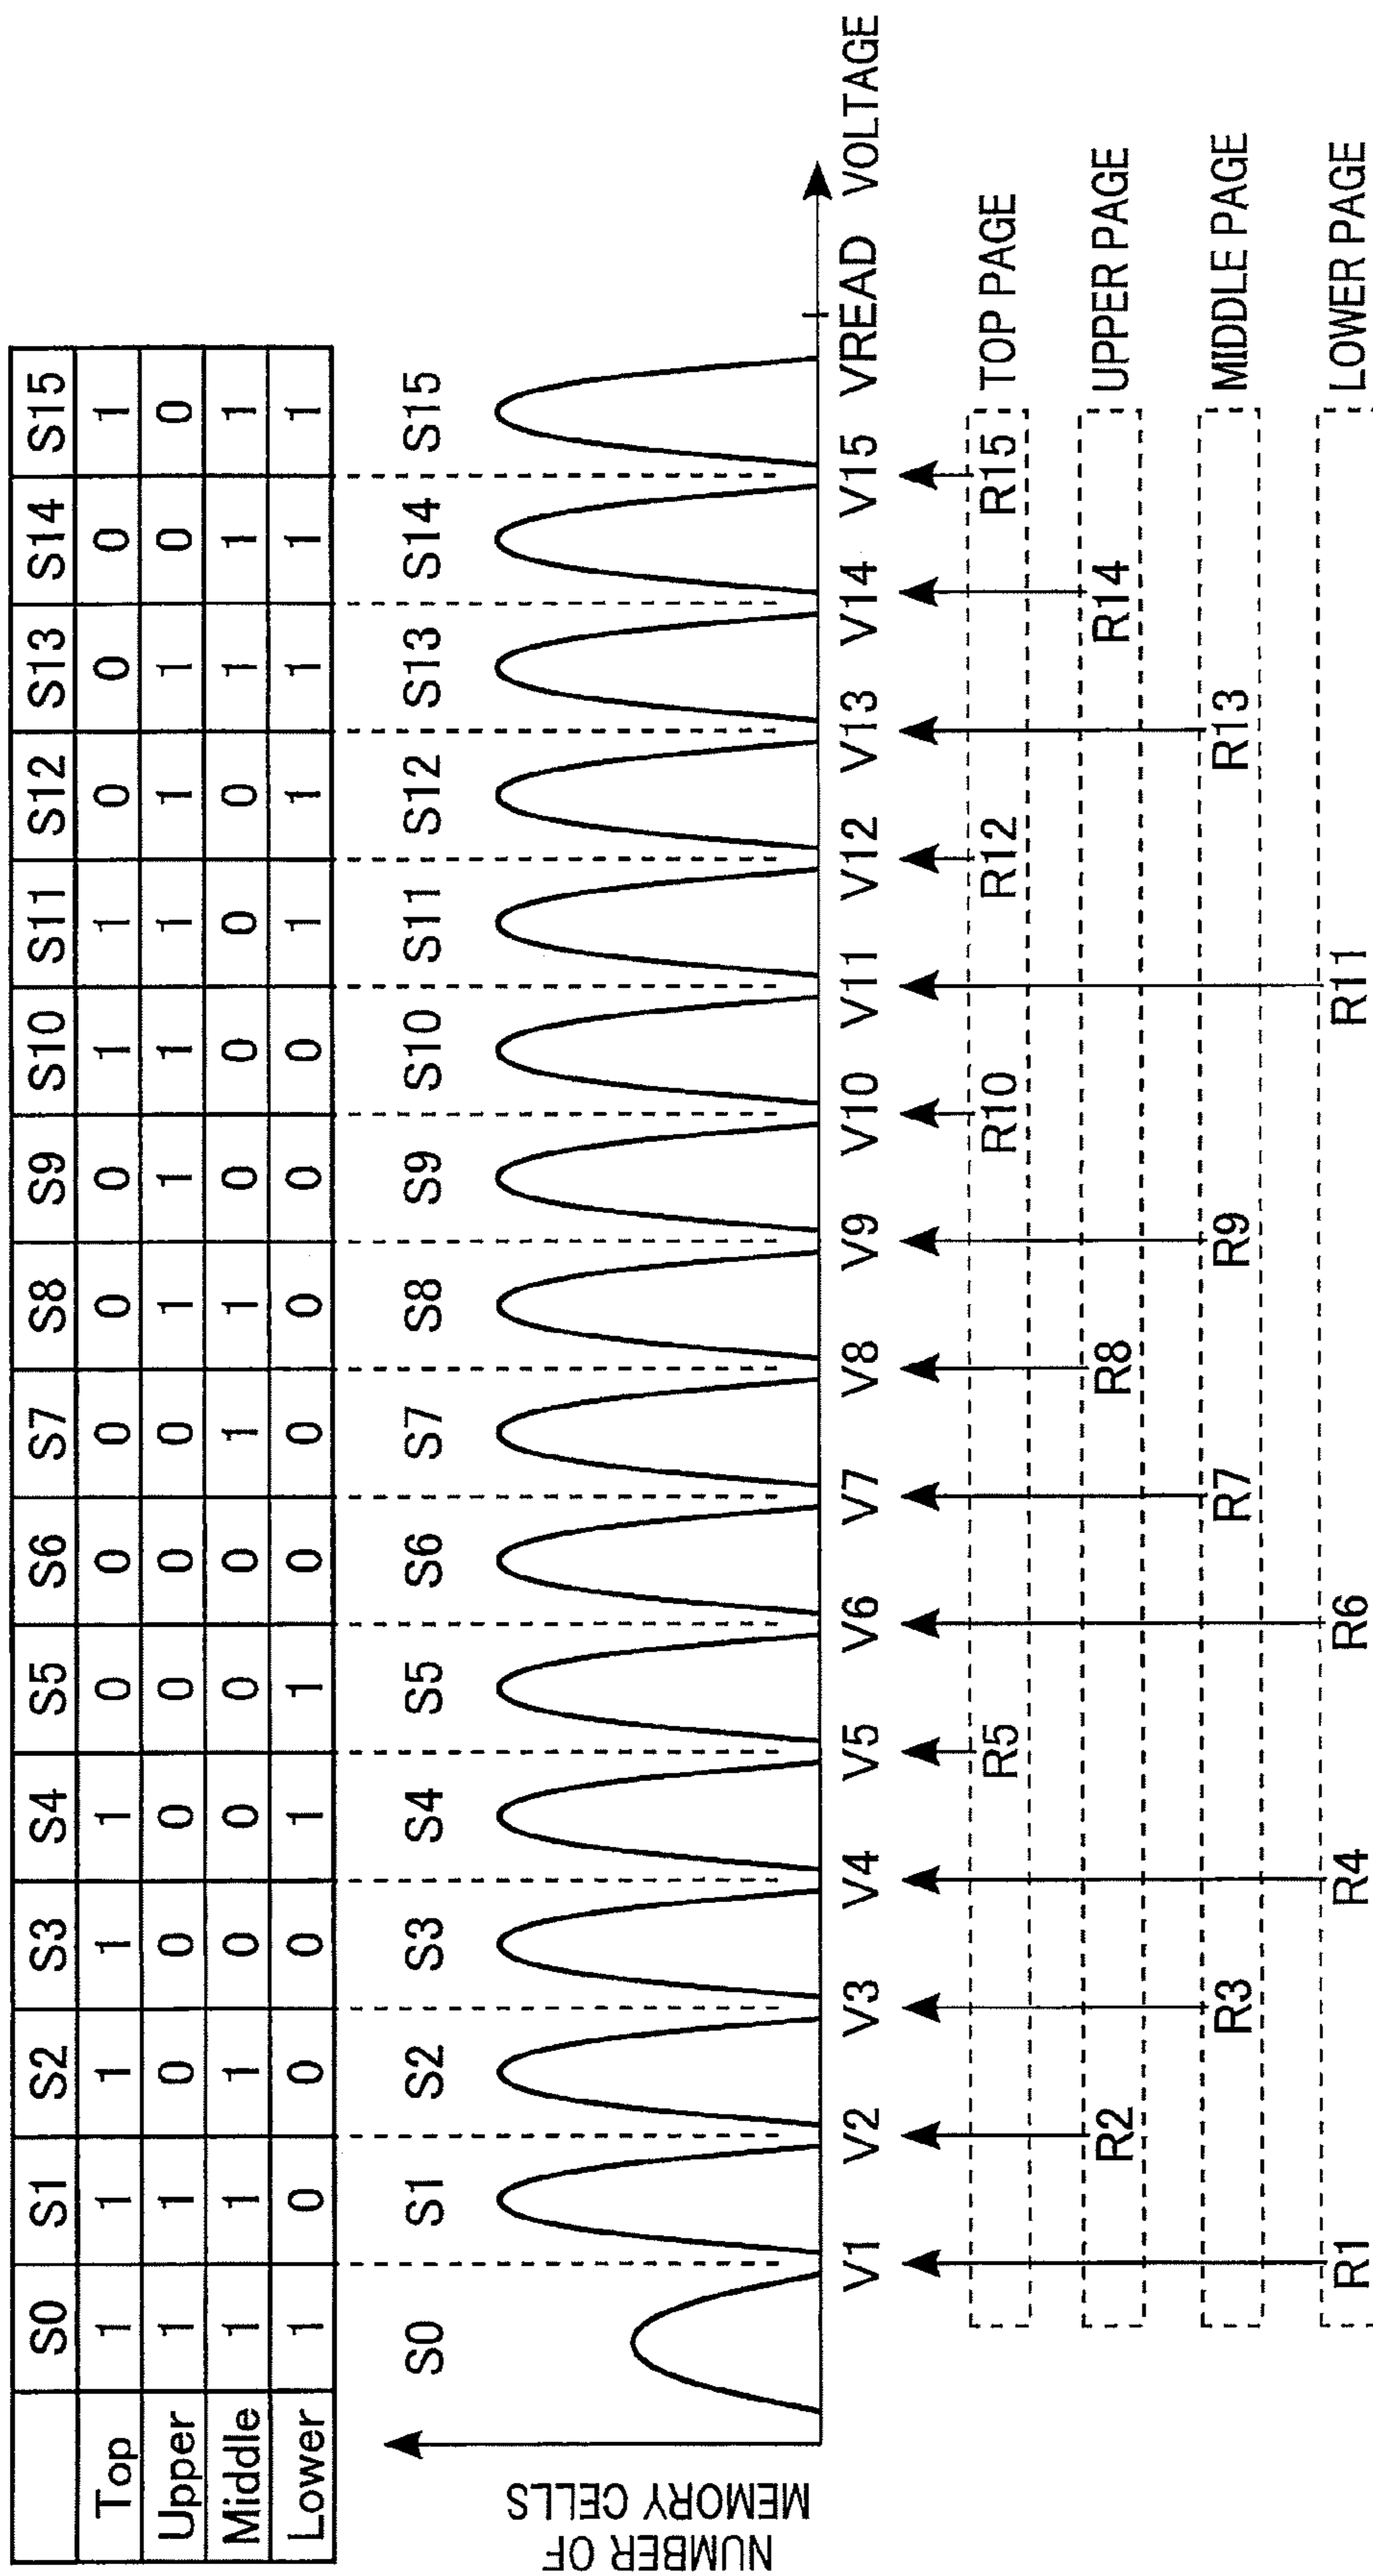 S0 S1 S2 S3 S4 S5 S6 S7 S8 S9 S10 S11 S12 S13 S14 S15
Top 1 1 1 1 1 0 0 0 0 0 1 1 0 0 0 1
Upper 1 1 0 0 0 0 0 0 1 1 1 1 1 1 0 0
Middle 1 1 1 0 0 0 0 1 1 0 0 0 0 1 1 1
Lower 1 0 0 0 1 1 0 0 0 0 0 1 1 1 1 1
S0 S1 S2 S3 S4 S5 S6 S7 S8 S9 S10 S11 S12 S13 S14 S15
NUMBER OF
MEMORY CELLS
V1 V2 V3 V4 V5 V6 V7 V8 V9 V10 V11 V12 V13 V14 V15 VREAD VOLTAGE
R5 R10 R12 R15 TOP PAGE
R2 R8 R14 UPPER PAGE
R3 R7 R9 R13 MIDDLE PAGE
R1 R4 R6 R11 LOWER PAGE